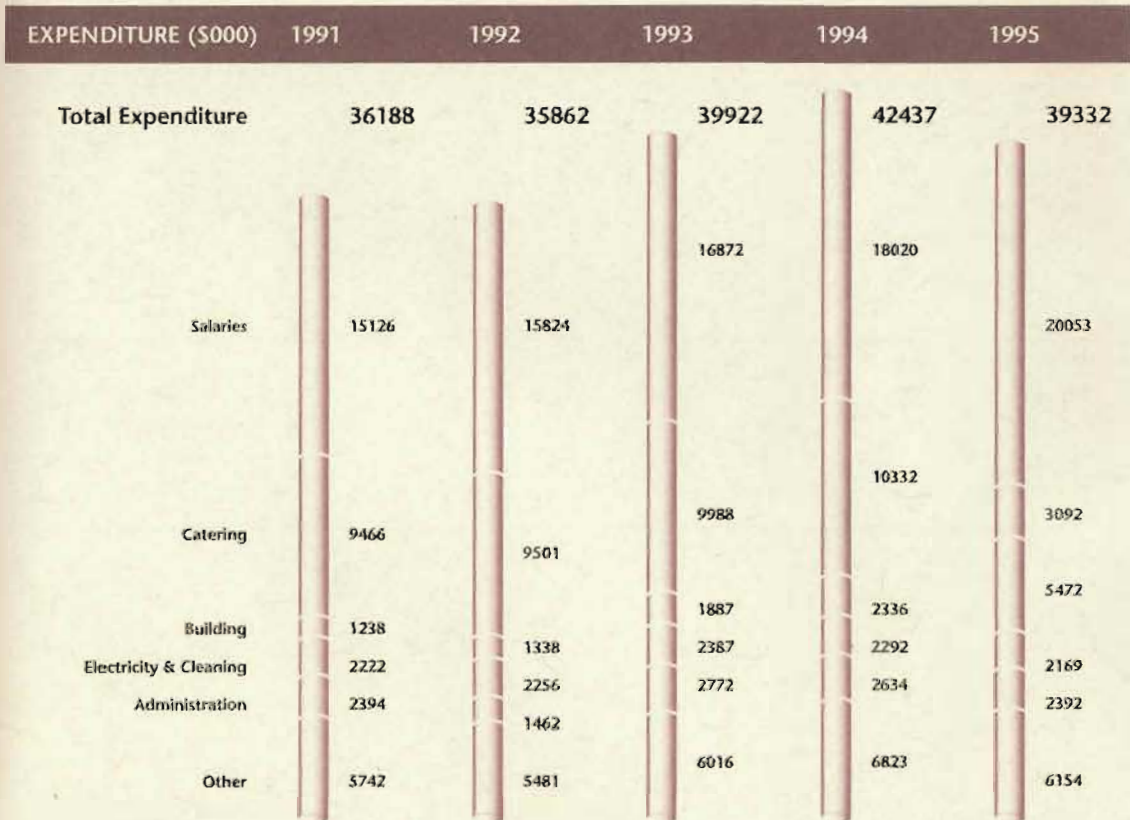 EXPENDITURE ($000) 1991 1992 1993 1994 1995
Total Expenditure 36188 35862 39922 42437 39332
16872 18020
Salaries 15126 15824 20053
10332
9988 3092
Catering 9466 9501
5472
1887 2336
Building 1238 1338 2387 2292
Electricity & Cleaning 2222 2256 2772 2634 2169
Administration 2394 1462 2392
6016 6823
Other 5742 5481 6154